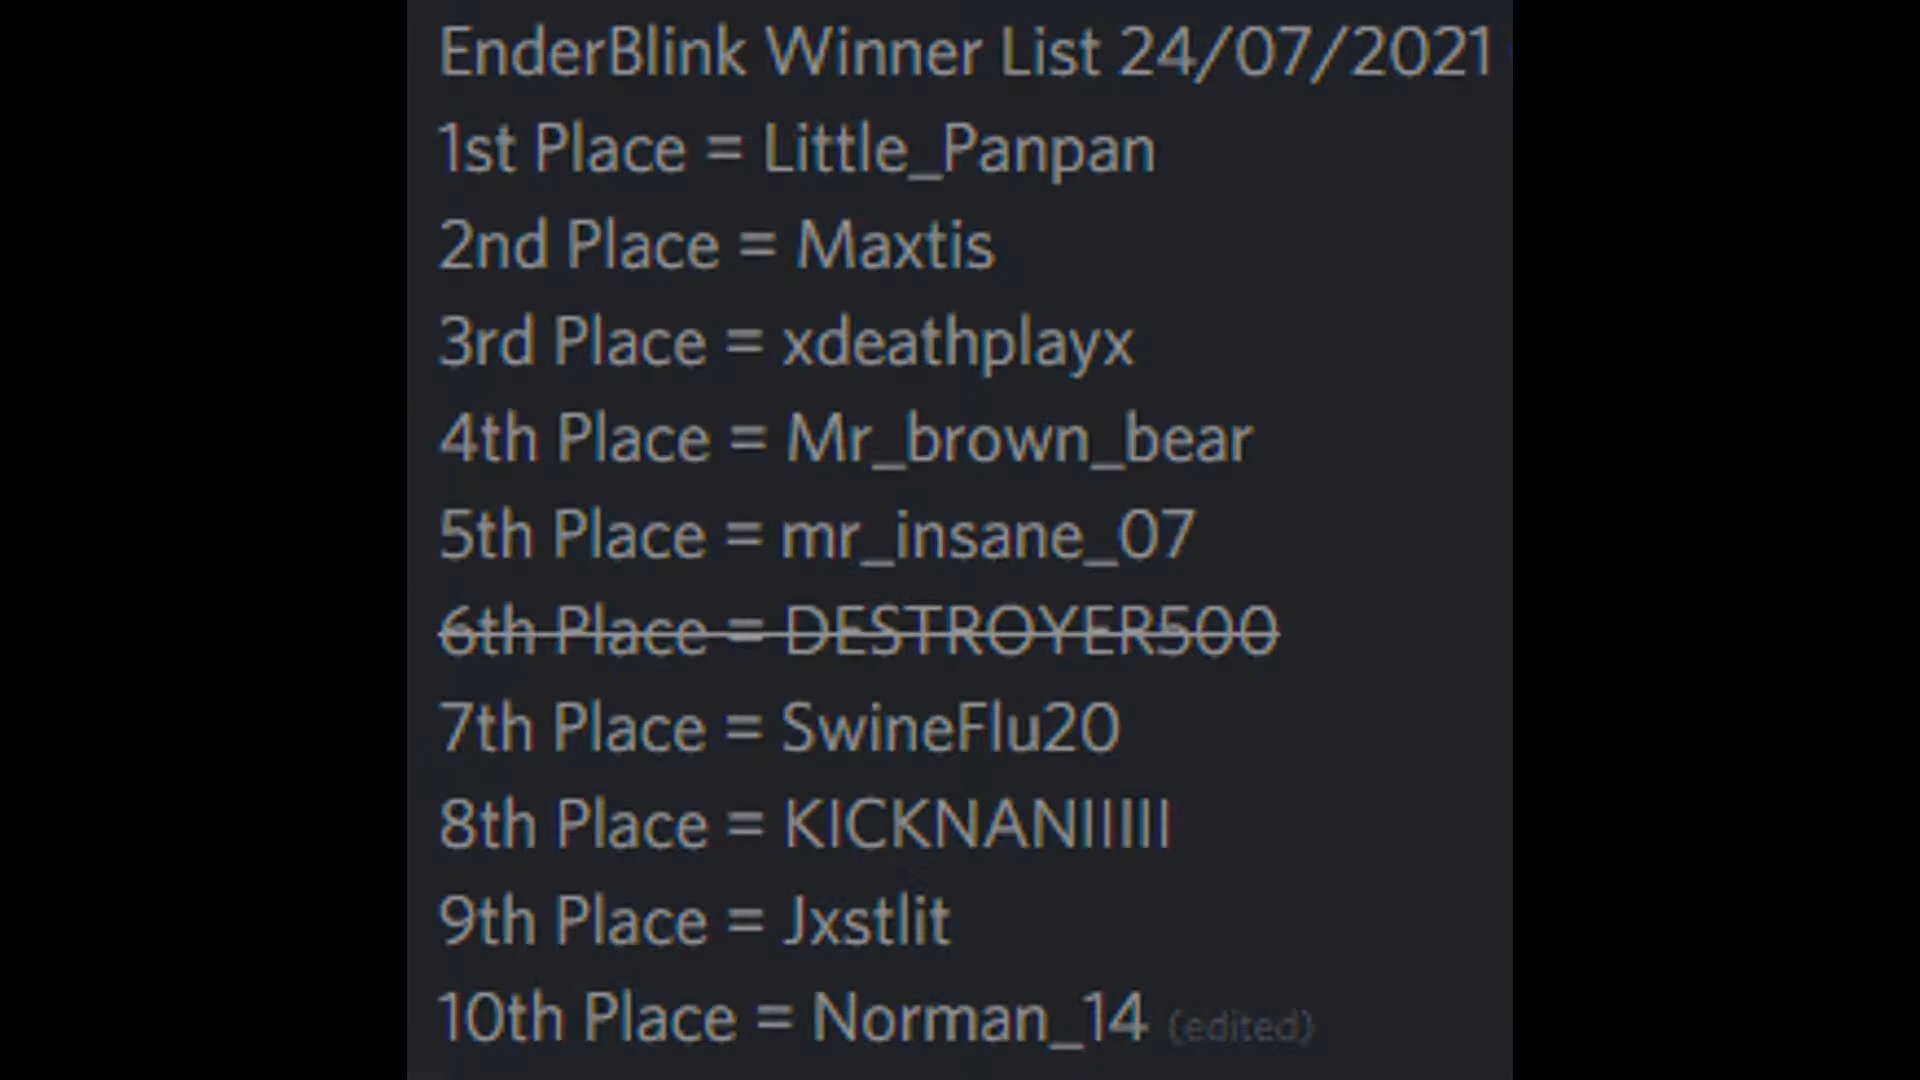 EnderBlink Winner List 24/07/2021
1st Place = Little_Panpan
2nd Place = Maxtis
3rd Place = xdeathplayx
4th Place = Mr_brown_bear
5th Place = mr_insane_07
6th Place = DESTROYER500
7th Place = SwineFlu20
8th Place = KICKNANIIIII
9th Place = Jxstlit
10th Place = Norman_14 (edited)